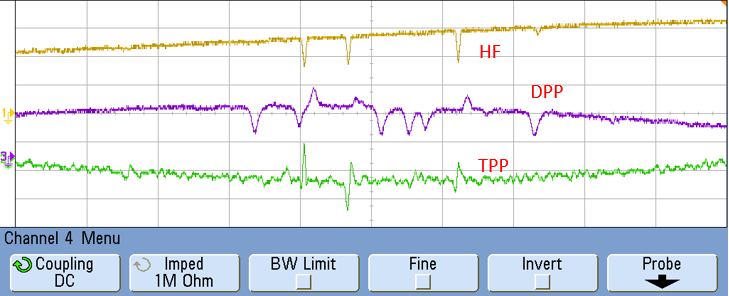 HF
DPP
TPP
Channel 4 Menu
Coupling
DC
Imped
1M Ohm
BW Limit
Fine
Invert
Probe